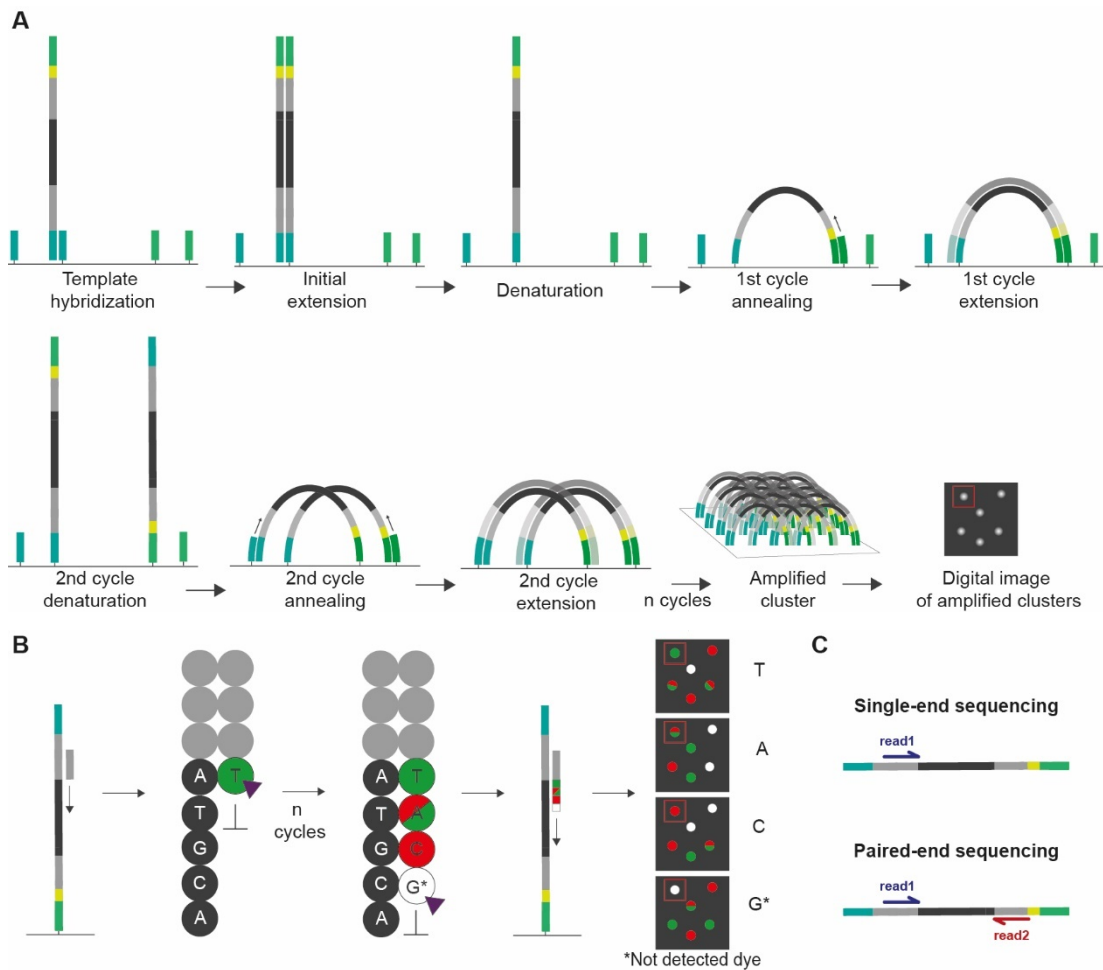 A
Template
hybridization
Initial
extension
Denaturation
1st cycle
annealing
1st cycle
extension
2nd cycle
denaturation
2nd cycle
annealing
2nd cycle
extension
n cycles
Amplified
cluster
Digital image
of amplified clusters
B
A T
T
G
C
A
n
cycles
A T
T A
G C
C G*
A
T
A
C
G*
*Not detected dye
C
Single-end sequencing
read1
Paired-end sequencing
read1
read2